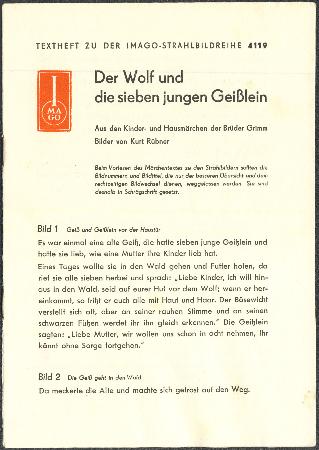 TEXTHEFT ZU DER IMAGO-STRAHLBILDREIHE 4119
I
MA
GO
Der Wolf und
die sieben jungen Geißlein
Aus den Kinder- und Hausmärchen der Brüder Grimm
Bilder von Kurt Rübner
Beim Vorlesen des Märchentextes zu den Strahlbildern sollten die
Bildnummern und Bildtitel, die nur der besseren Übersicht und dem
rechtzeitigen Bildwechsel dienen, weggelassen werden. Sie sind
deshalb in Schrägschrift gesetzt.
Bild 1 Geiß und Geißlein vor der Haustür
Es war einmal eine alte Geiß, die hatte sieben junge Geißlein und
hatte sie lieb, wie eine Mutter ihre Kinder lieb hat.
Eines Tages wollte sie in den Wald gehen und Futter holen, da
rief sie alle sieben herbei und sprach: „Liebe Kinder, ich will hin-
aus in den Wald, seid auf eurer Hut vor dem Wolf; wenn er her-
einkommt, so frißt er euch alle mit Haut und Haar. Der Bösewicht
verstellt sich oft, aber an seiner rauhen Stimme und an seinen
schwarzen Füßen werdet ihr ihn gleich erkennen.“ Die Geißlein
sagten: „Liebe Mutter, wir wollen uns schon in acht nehmen, Ihr
könnt ohne Sorge fortgehen.“
Bild 2 Die Geiß geht in den Wald
Da meckerte die Alte und machte sich getrost auf den Weg.